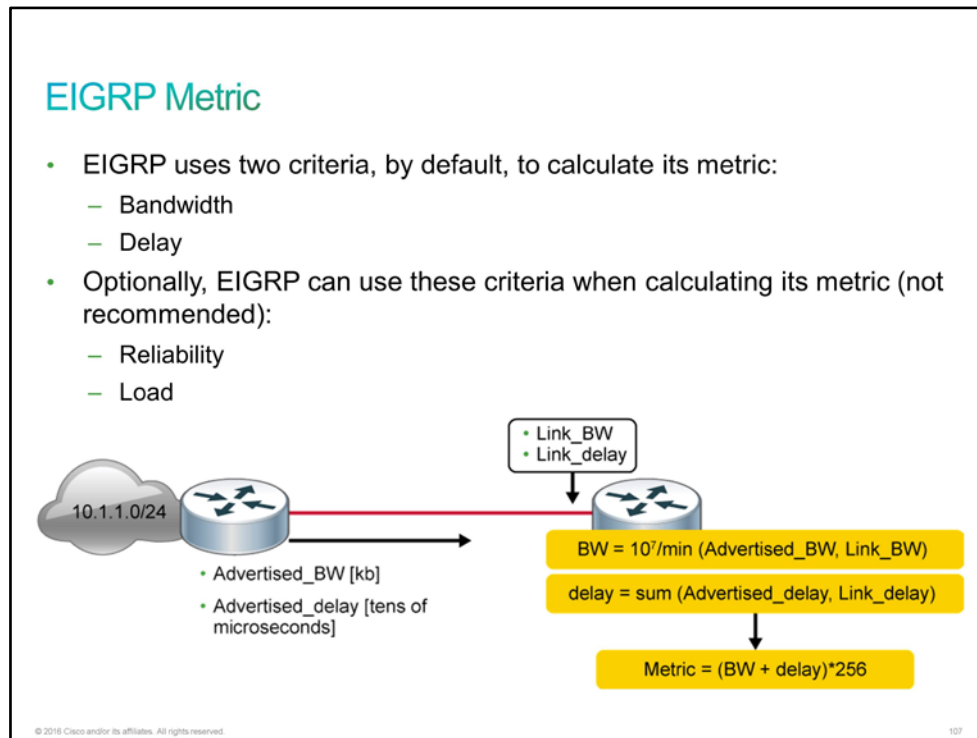 EIGRP Metric
• EIGRP uses two criteria, by default, to calculate its metric:
– Bandwidth
– Delay
• Optionally, EIGRP can use these criteria when calculating its metric (not
recommended):
– Reliability
– Load
• Link_BW
• Link_delay
10.1.1.0/24
• Advertised_BW [kb]
• Advertised_delay [tens of
microseconds]
BW = 10⁷/min (Advertised_BW, Link_BW)
delay = sum (Advertised_delay, Link_delay)
Metric = (BW + delay)*256
© 2016 Cisco and/or its affiliates. All rights reserved.
107